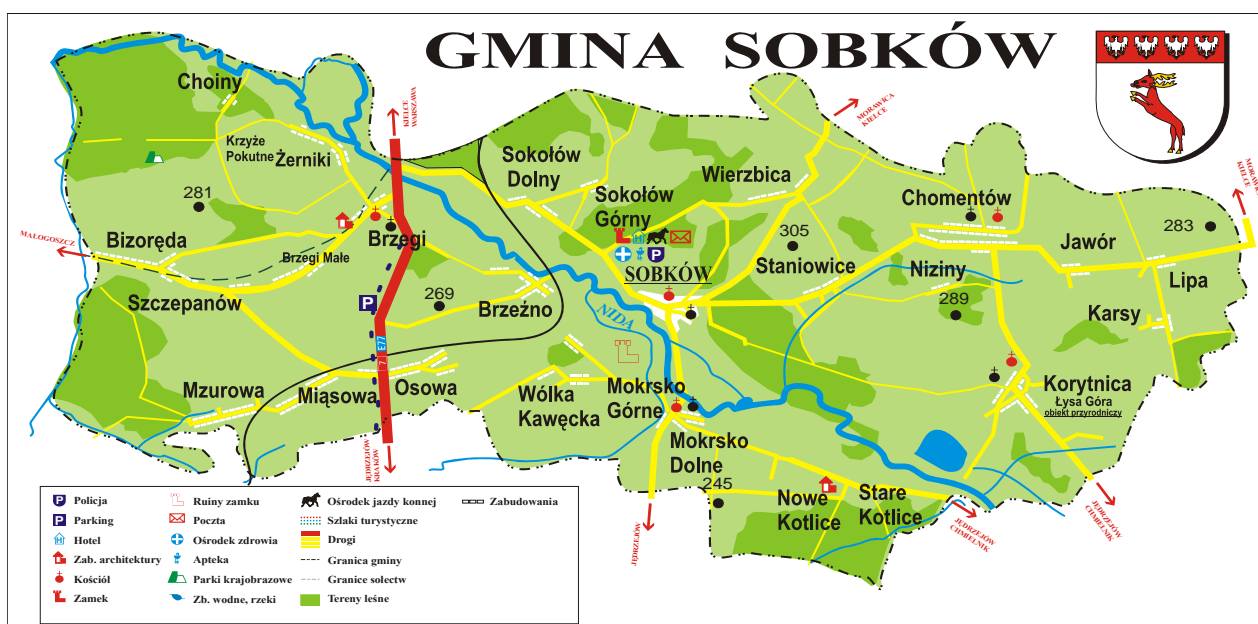 GMINA SOBKÓW
KIELCE
WARSZAWA
MORAWICA
KIELCE
Choiny
Krzyże
Pokutne
Żerniki
Sokołów
Dolny
Sokołów
Górny
Wierzbica
Chomentów
281
283
305
Brzegi
Bizoręda
Brzegi Małe
MAŁOGOSZCZ
Szczepanów
269
Brzeźno
SOBKÓW
Staniowice
Niziny
289
Jawór
Lipa
Karsy
P
E77
7
NIDA
Mzurowa
Miąsowa
Osowa
Wólka
Kawęcka
Mokrsko
Górne
Korytnica
Łysa Góra
obiekt przyrodniczy
Mokrsko
Dolne
245
Nowe
Kotlice
Stare
Kotlice
JĘDRZEJÓW
KRAKÓW
JĘDRZEJÓW
JĘDRZEJÓW
CHMIELNIK
JĘDRZEJÓW
CHMIELNIK
Policja
Parking
Hotel
Zab. architektury
Kościół
Zamek
Ruiny zamku
Poczta
Ośrodek zdrowia
Apteka
Parki krajobrazowe
Zb. wodne, rzeki
Ośrodek jazdy konnej
Szlaki turystyczne
Drogi
Granica gminy
Granice sołectw
Tereny leśne
Zabudowania